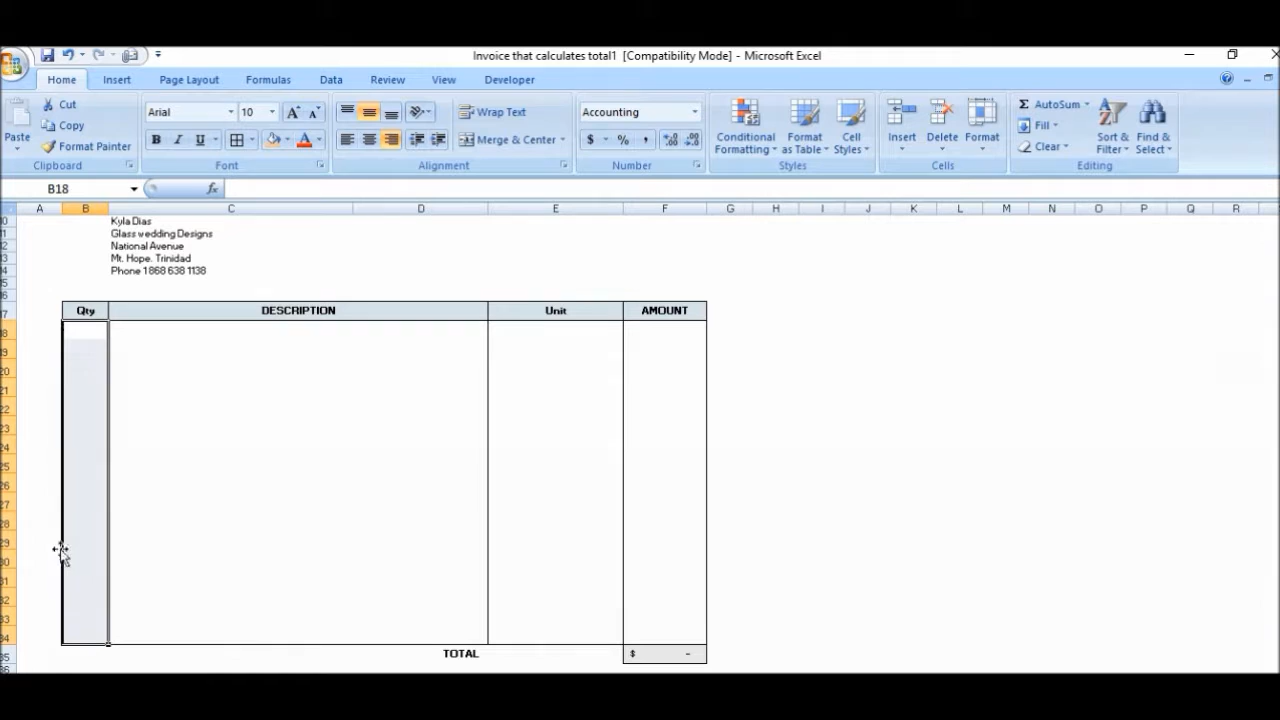 Invoice that calculates total1 [Compatibility Mode] - Microsoft Excel
Home Insert Page Layout Formulas Data Review View Developer
Cut
Copy
Format Painter
Paste
Clipboard
Arial 10
B I U
Font
Wrap Text
Merge & Center
Alignment
Accounting
$ % ,
Number
Conditional Formatting
Format as Table
Cell Styles
Styles
Insert Delete Format
Cells
Σ AutoSum
Fill
Clear
Sort & Filter
Find & Select
Editing
B18 fx
A B C D E F G H I J K L M N O P Q R
Kyla Dias
Glass wedding Designs
National Avenue
Mt. Hope. Trinidad
Phone 1 868 638 1138
Qty DESCRIPTION Unit AMOUNT
TOTAL $ -